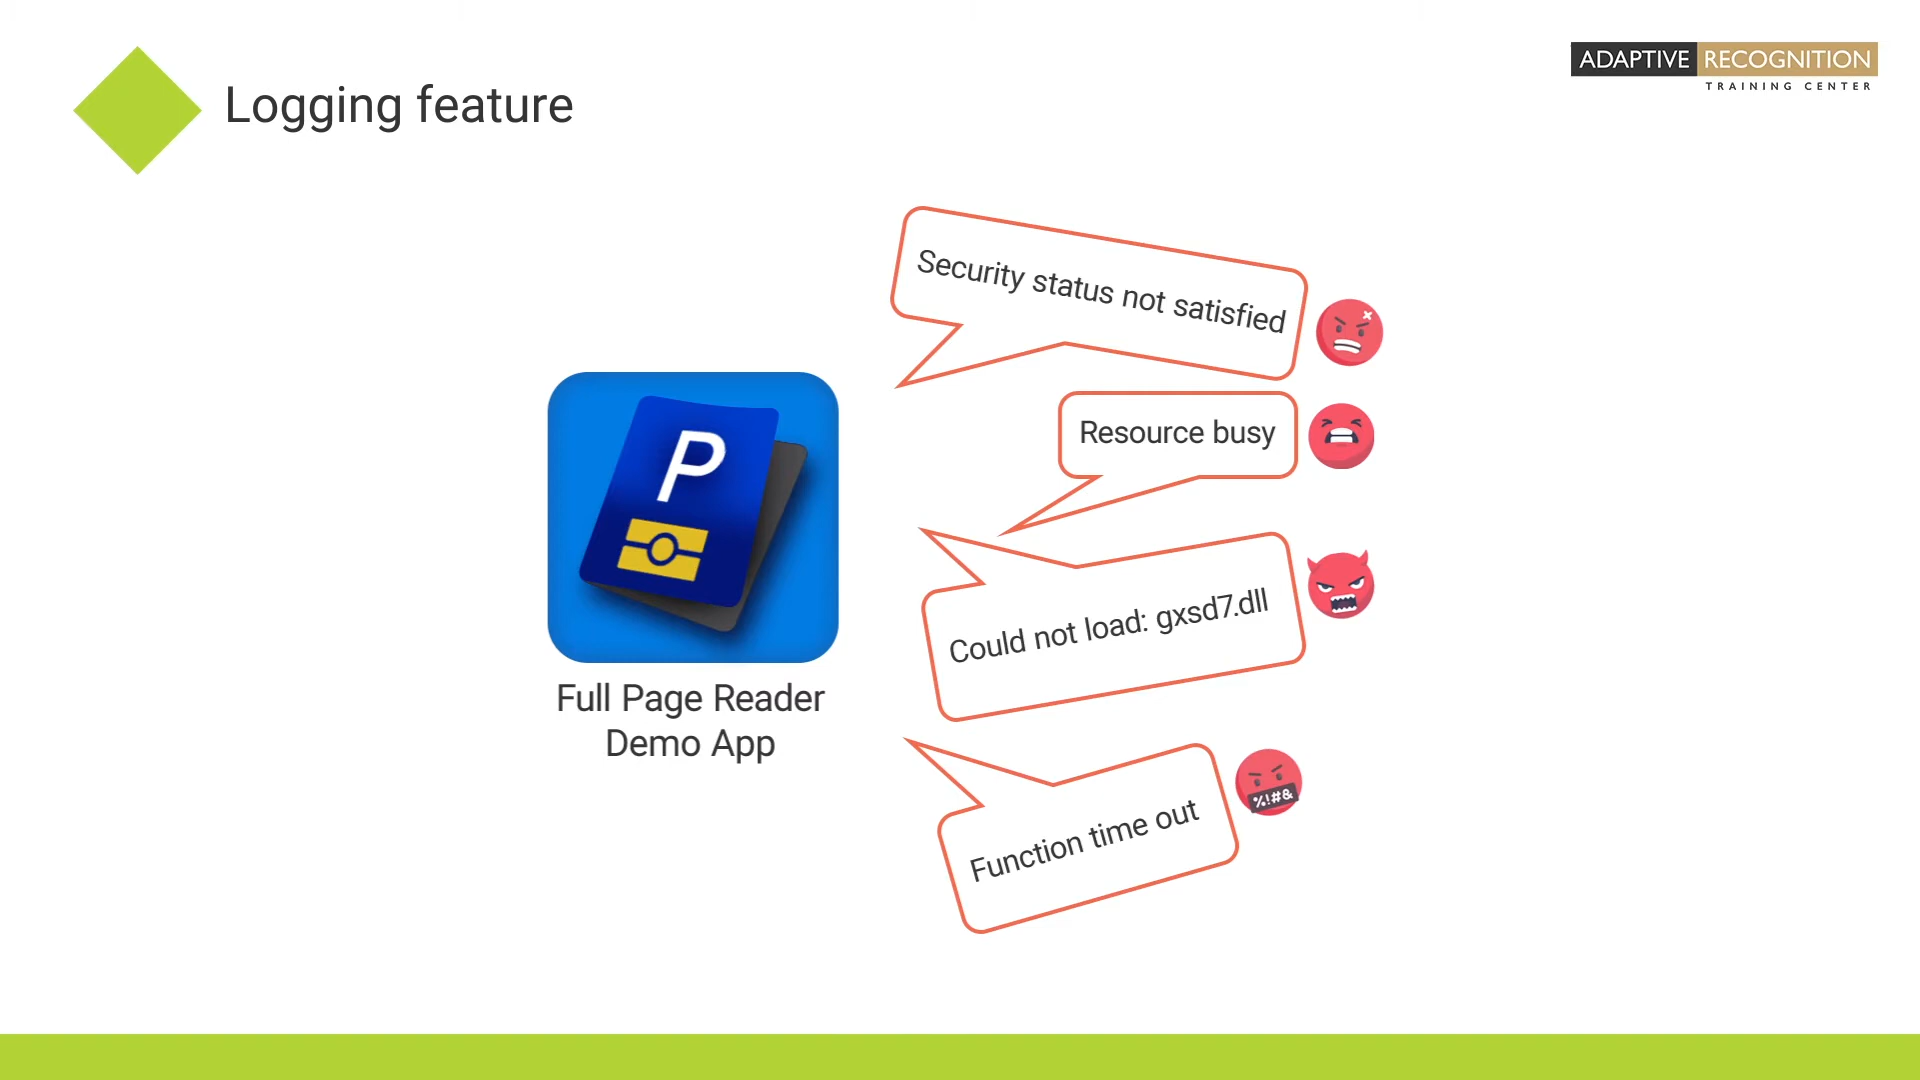 ADAPTIVE RECOGNITION
TRAINING CENTER
Logging feature
Security status not satisfied
Resource busy
P
Could not load: gxsd7.dll
Full Page Reader
Demo App
Function time out
%!#&